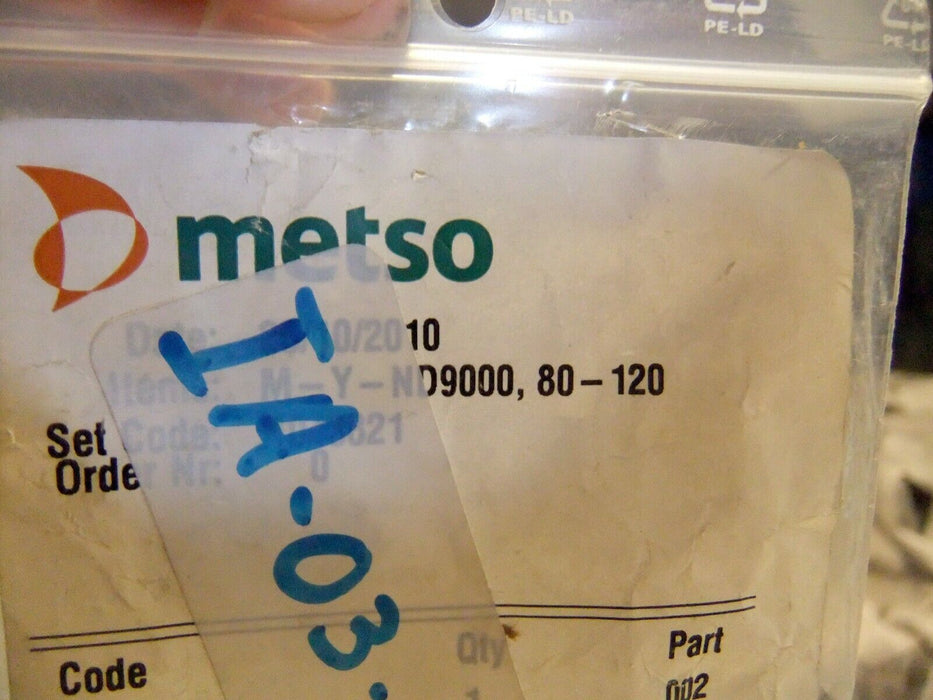 PE-LD PE-LD PE-LD
metso
Date: /2010
Item: M-Y-ND9000, 80-120
Set Code: 621
Order Nr: 0
IA-03.
Code Qty Part
1 002